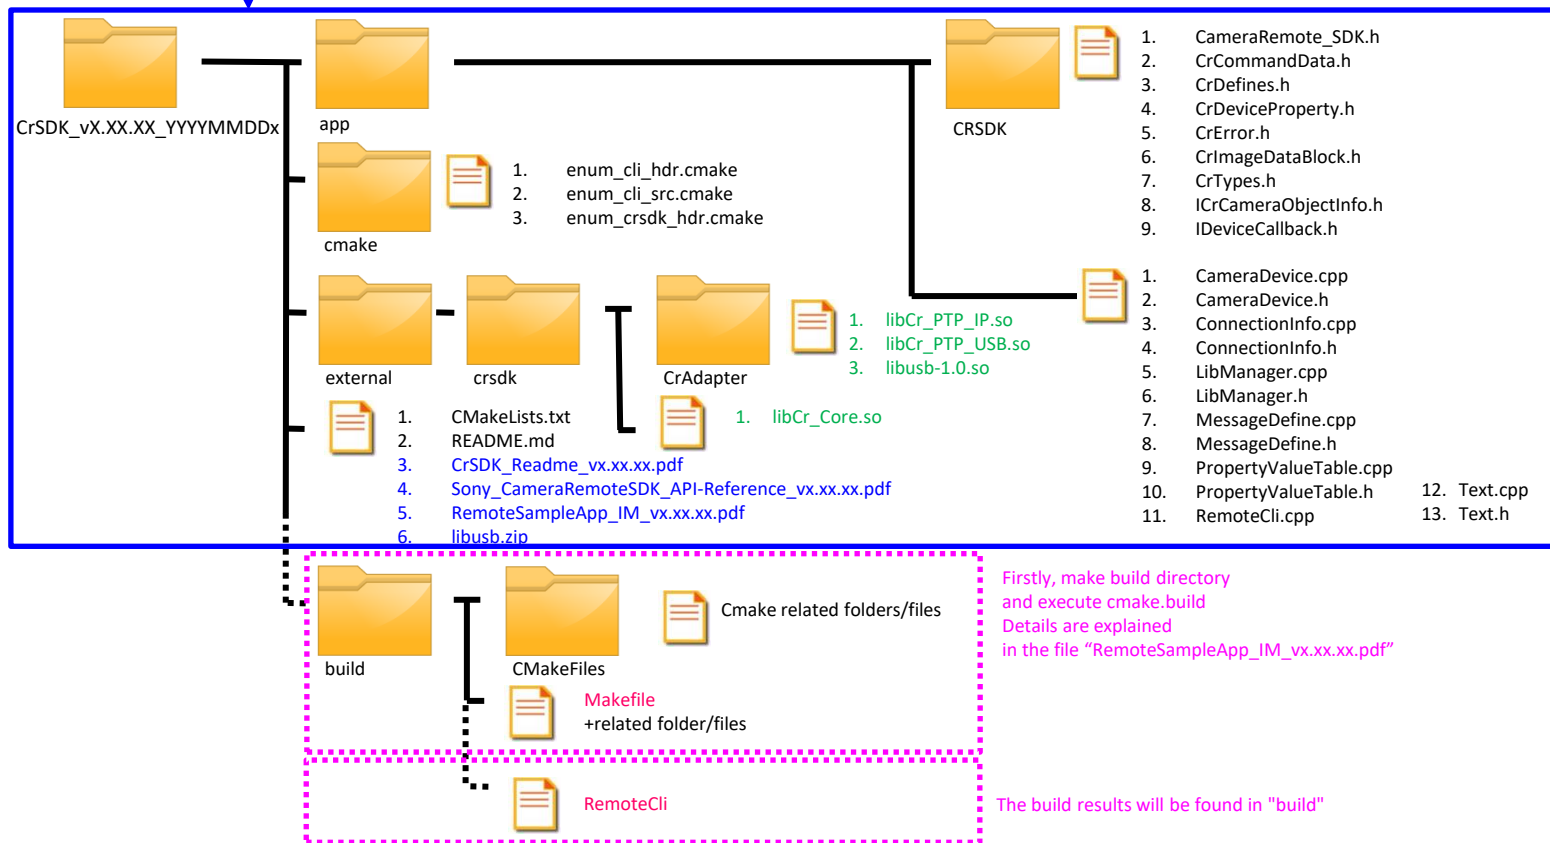 CrSDK_vX.XX.XX_YYYYMMDDx
app
CRSDK
1. CameraRemote_SDK.h
2. CrCommandData.h
3. CrDefines.h
4. CrDeviceProperty.h
5. CrError.h
6. CrImageDataBlock.h
7. CrTypes.h
8. ICrCameraObjectInfo.h
9. IDeviceCallback.h
cmake
1. enum_cli_hdr.cmake
2. enum_cli_src.cmake
3. enum_crsdk_hdr.cmake
1. CameraDevice.cpp
2. CameraDevice.h
3. ConnectionInfo.cpp
4. ConnectionInfo.h
5. LibManager.cpp
6. LibManager.h
7. MessageDefine.cpp
8. MessageDefine.h
9. PropertyValueTable.cpp
10. PropertyValueTable.h
11. RemoteCli.cpp
12. Text.cpp
13. Text.h
external
crsdk
CrAdapter
1. libCr_PTP_IP.so
2. libCr_PTP_USB.so
3. libusb-1.0.so
1. libCr_Core.so
1. CMakeLists.txt
2. README.md
3. CrSDK_Readme_vx.xx.xx.pdf
4. Sony_CameraRemoteSDK_API-Reference_vx.xx.xx.pdf
5. RemoteSampleApp_IM_vx.xx.xx.pdf
6. libusb.zip
build
CMakeFiles
Cmake related folders/files
Makefile
+related folder/files
Firstly, make build directory
and execute cmake.build
Details are explained
in the file “RemoteSampleApp_IM_vx.xx.xx.pdf”
RemoteCli
The build results will be found in "build"